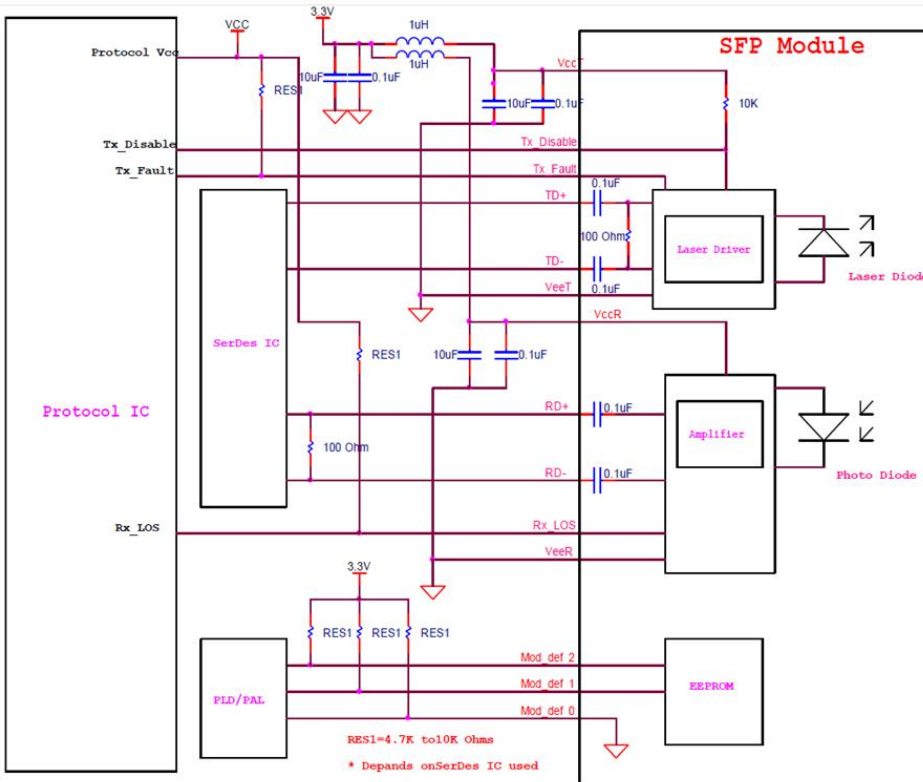 VCC
3.3V
1uH
1uH
SFP Module
Protocol Vcc
RES1
10uF
0.1uF
VccT
10uF
0.1uF
10K
Tx_Disable
Tx_Disable
Tx_Fault
Tx_Fault
0.1uF
TD+
100 Ohm
Laser Driver
TD-
0.1uF
Laser Diode
VeeT
VccR
SerDes IC
RES1
10uF
0.1uF
Protocol IC
RD+
0.1uF
Amplifier
100 Ohm
RD-
0.1uF
Photo Diode
Rx_LOS
Rx_LOS
VeeR
3.3V
RES1
RES1
RES1
PLD/PAL
Mod_def 2
Mod_def 1
EEPROM
Mod_def 0
RES1=4.7K to10K Ohms
* Depands onSerDes IC used